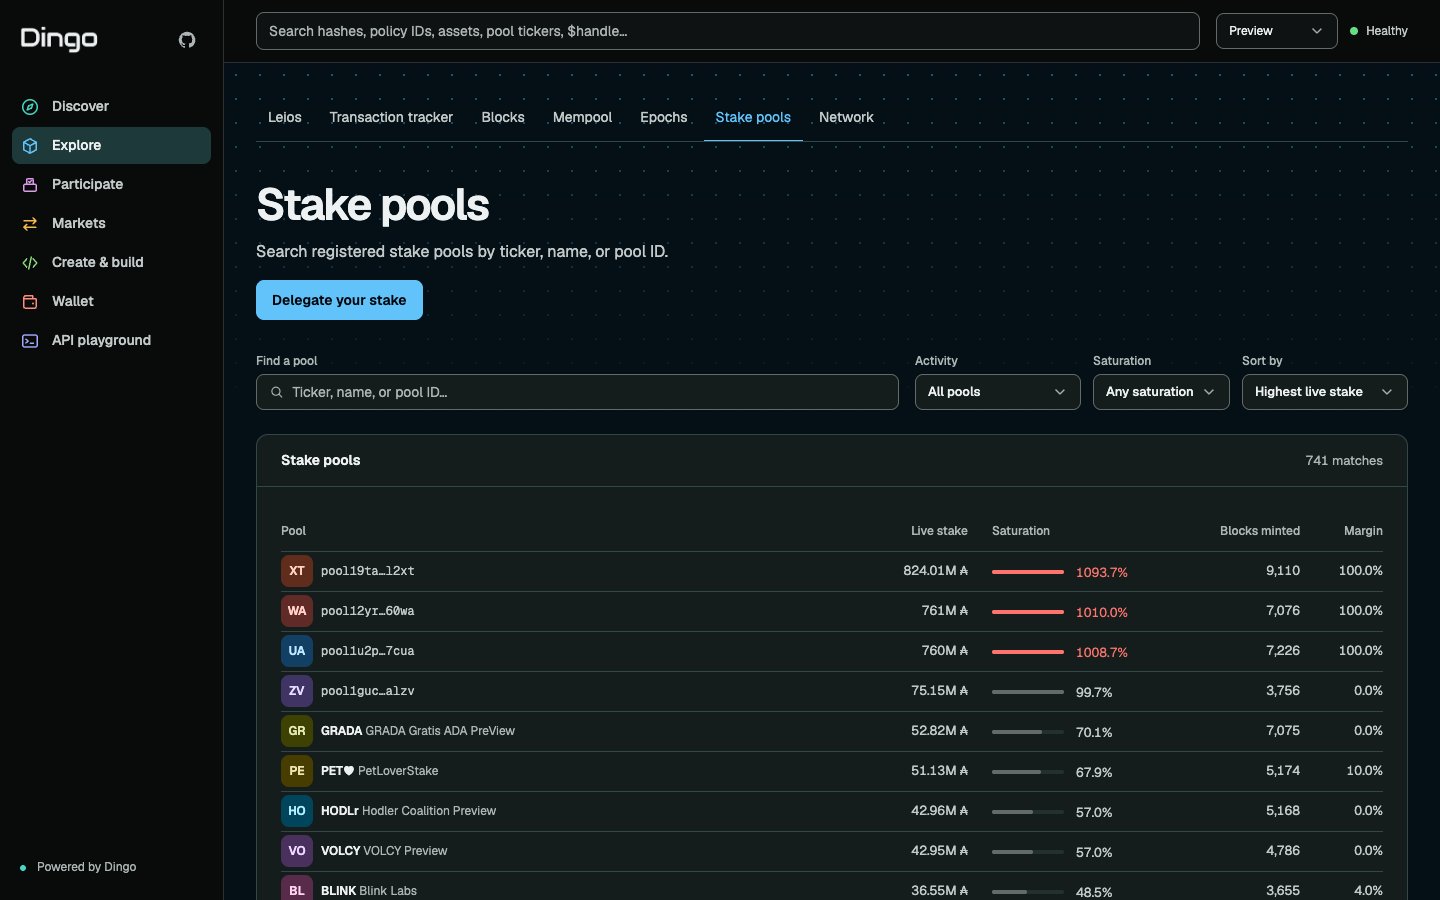 Dingo
Search hashes, policy IDs, assets, pool tickers, $handle...
Preview
Healthy
Discover
Explore
Participate
Markets
Create & build
Wallet
API playground
Powered by Dingo
Leios Transaction tracker Blocks Mempool Epochs Stake pools Network
Stake pools
Search registered stake pools by ticker, name, or pool ID.
Delegate your stake
Find a pool Activity Saturation Sort by
Ticker, name, or pool ID... All pools Any saturation Highest live stake
Stake pools 741 matches
Pool Live stake Saturation Blocks minted Margin
XT pool19ta…l2xt 824.01M ₳ 1093.7% 9,110 100.0%
WA pool12yr…60wa 761M ₳ 1010.0% 7,076 100.0%
UA pool1u2p…7cua 760M ₳ 1008.7% 7,226 100.0%
ZV pool1guc…alzv 75.15M ₳ 99.7% 3,756 0.0%
GR GRADA GRADA Gratis ADA PreView 52.82M ₳ 70.1% 7,075 0.0%
PE PET♥ PetLoverStake 51.13M ₳ 67.9% 5,174 10.0%
HO HODLr Hodler Coalition Preview 42.96M ₳ 57.0% 5,168 0.0%
VO VOLCY VOLCY Preview 42.95M ₳ 57.0% 4,786 0.0%
BL BLINK Blink Labs 36.55M ₳ 48.5% 3,655 4.0%